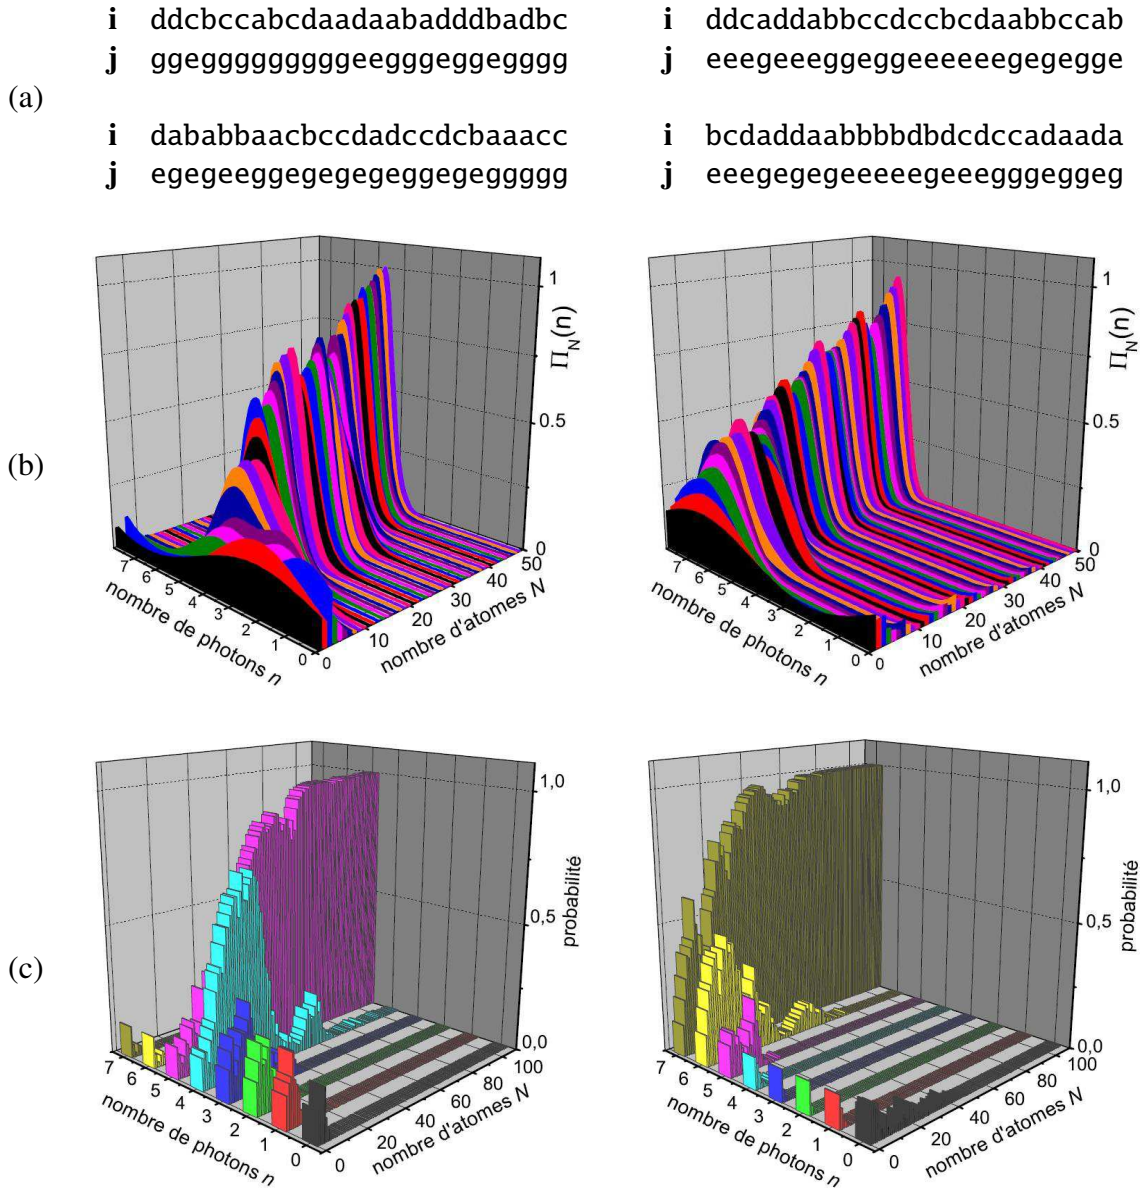 i ddcbccabcdaadaabadddbadbc
j ggegggggggggeegggeggegggg
i ddcaddabbccdccbcdaabbccab
j eeegeeeggeggeeeeeegegegge
(a)
i dababbaacbccdadccdcbaaacc
j egegeeggegegegeggegeggggg
i bcdaddaabbbbdbdcdccadaada
j eeegegegeeeeegeeegggeggeg
(b)
1
0.5
0
Π_N(n)
7 6 5 4 3 2 1 0
nombre de photons n
0 10 20 30 40 50
nombre d'atomes N
1
0.5
0
Π_N(n)
7 6 5 4 3 2 1 0
nombre de photons n
0 10 20 30 40 50
nombre d'atomes N
(c)
1,0
0,5
0,0
probabilité
7 6 5 4 3 2 1 0
nombre de photons n
0 20 40 60 80 100
nombre d'atomes N
1,0
0,5
0,0
probabilité
7 6 5 4 3 2 1 0
nombre de photons n
0 20 40 60 80 100
nombre d'atomes N